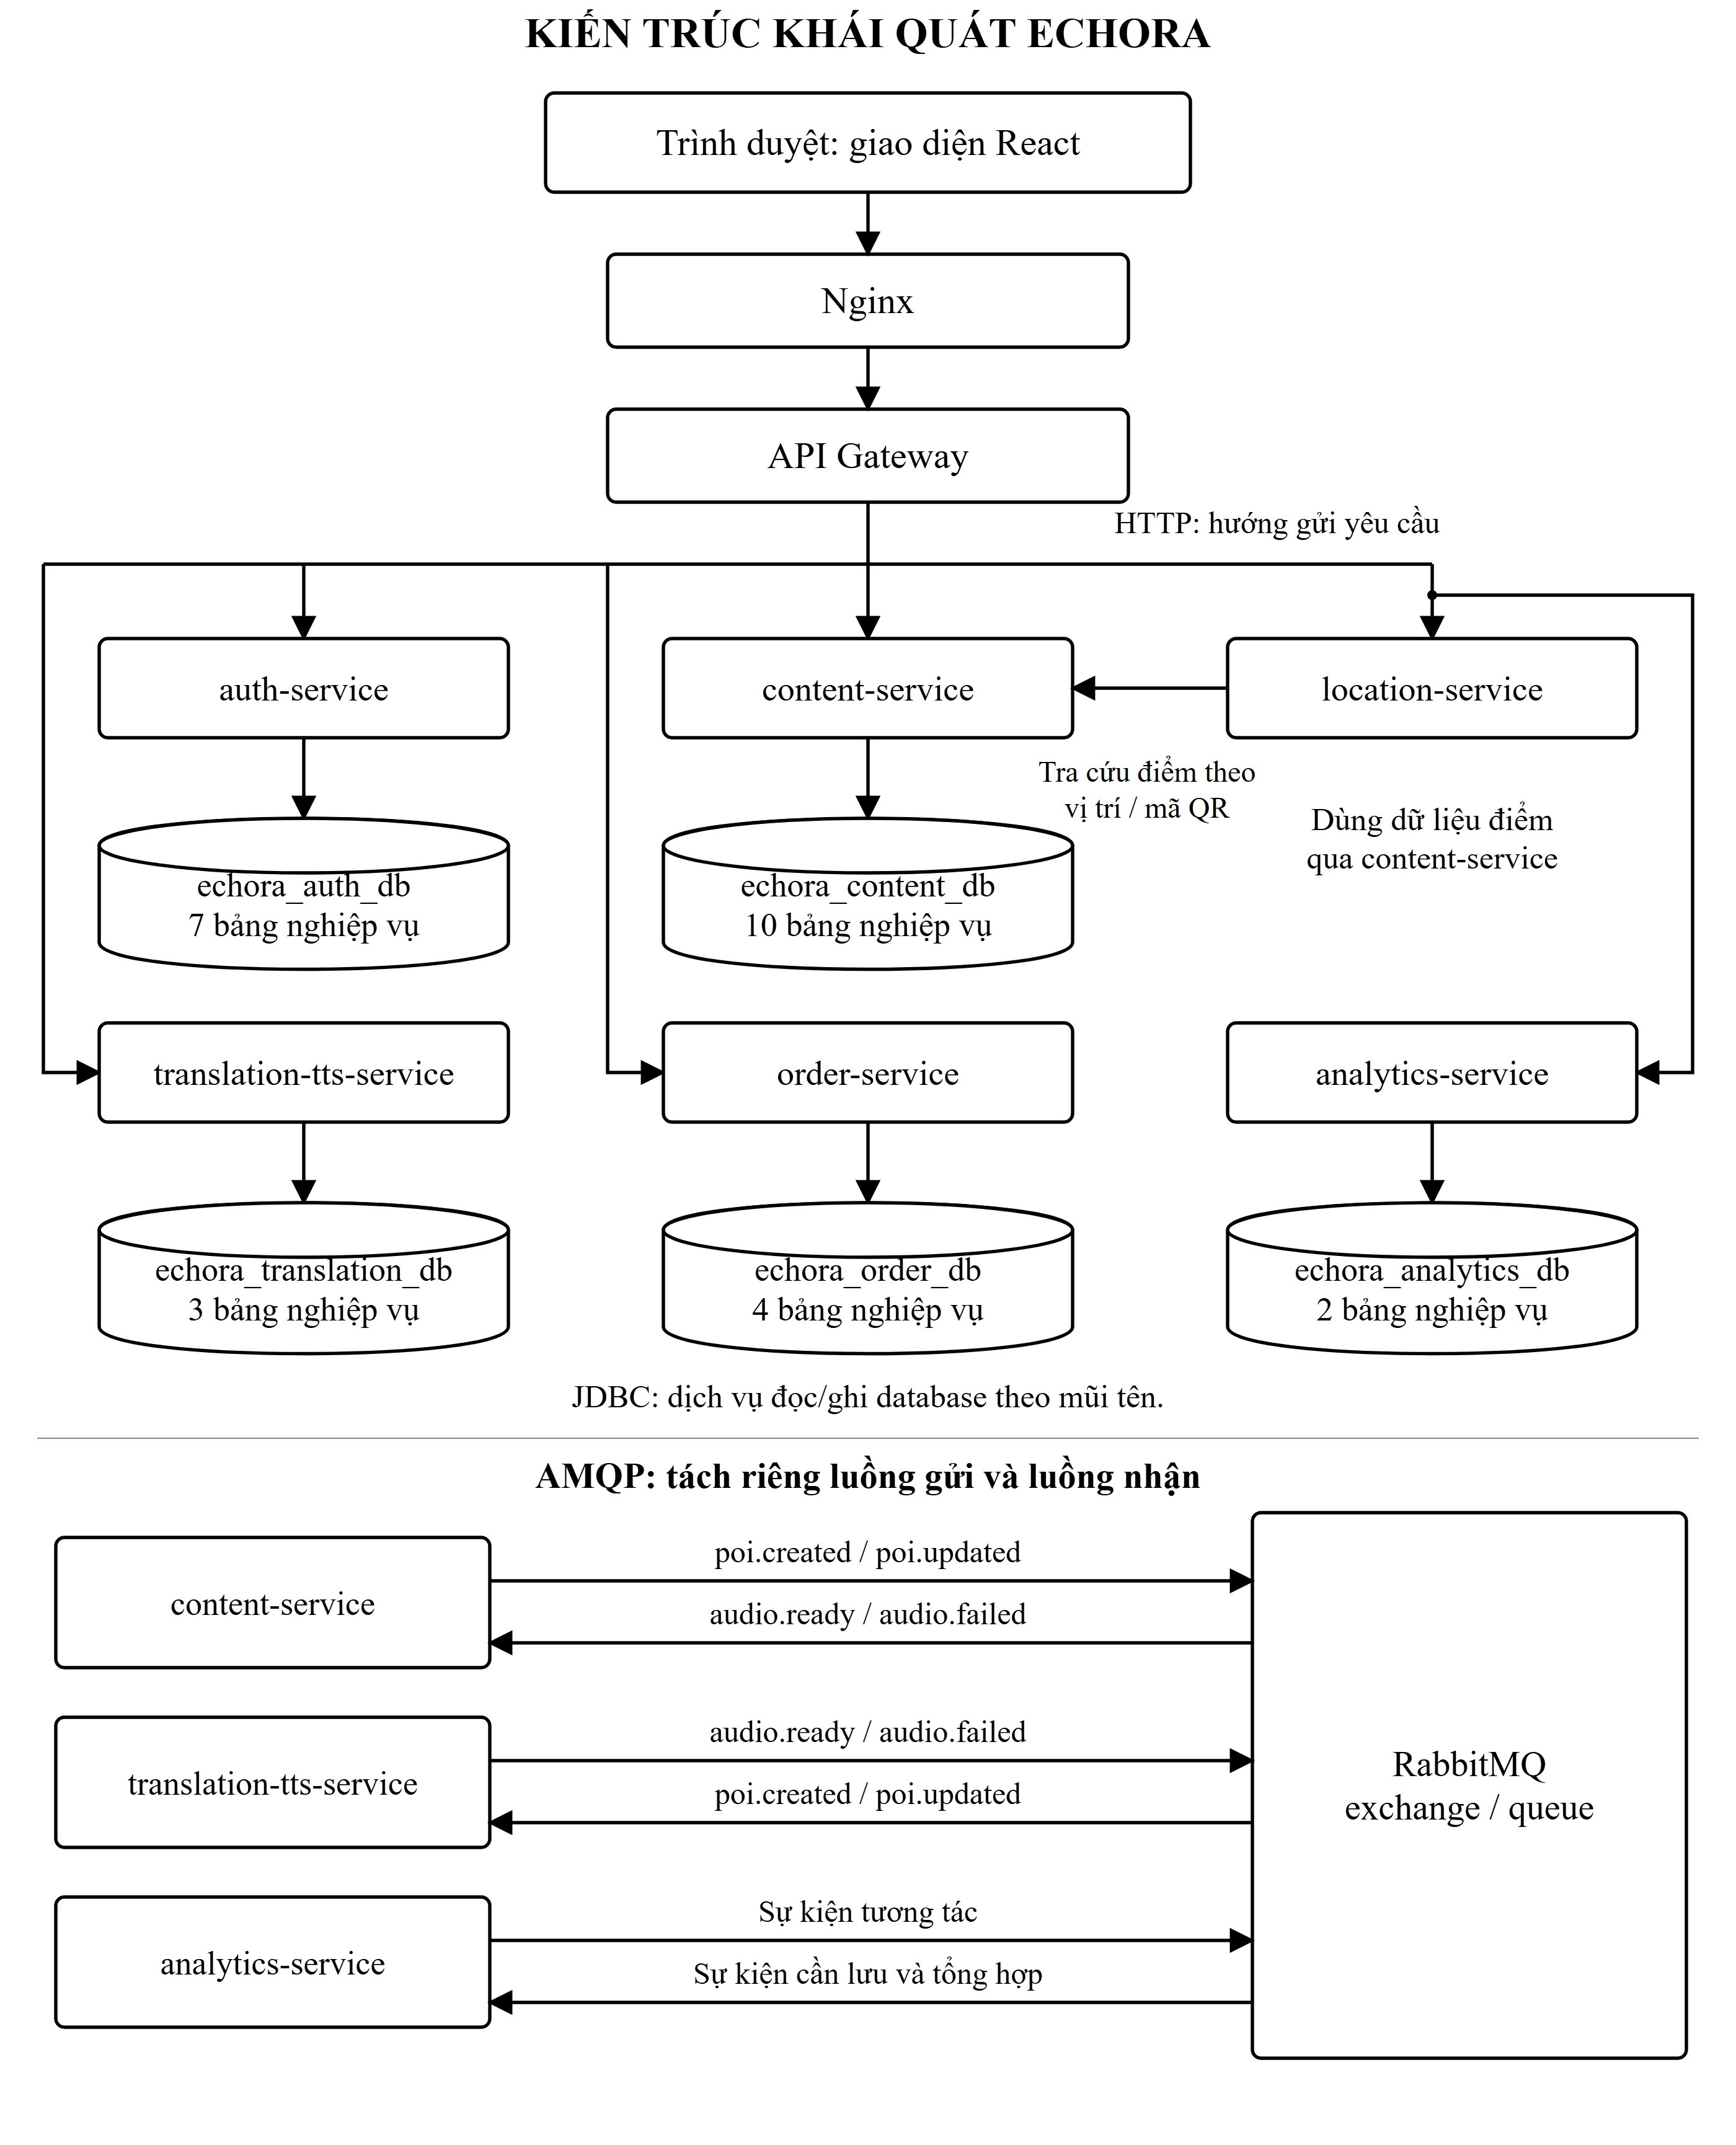 KIẾN TRÚC KHÁI QUÁT ECHORA
Trình duyệt: giao diện React
Nginx
API Gateway
HTTP: hướng gửi yêu cầu
auth-service
content-service
location-service
Tra cứu điểm theo
vị trí / mã QR
Dùng dữ liệu điểm
qua content-service
echora_auth_db
7 bảng nghiệp vụ
echora_content_db
10 bảng nghiệp vụ
translation-tts-service
order-service
analytics-service
echora_translation_db
3 bảng nghiệp vụ
echora_order_db
4 bảng nghiệp vụ
echora_analytics_db
2 bảng nghiệp vụ
JDBC: dịch vụ đọc/ghi database theo mũi tên.
AMQP: tách riêng luồng gửi và luồng nhận
content-service
poi.created / poi.updated
audio.ready / audio.failed
translation-tts-service
audio.ready / audio.failed
poi.created / poi.updated
RabbitMQ
exchange / queue
analytics-service
Sự kiện tương tác
Sự kiện cần lưu và tổng hợp